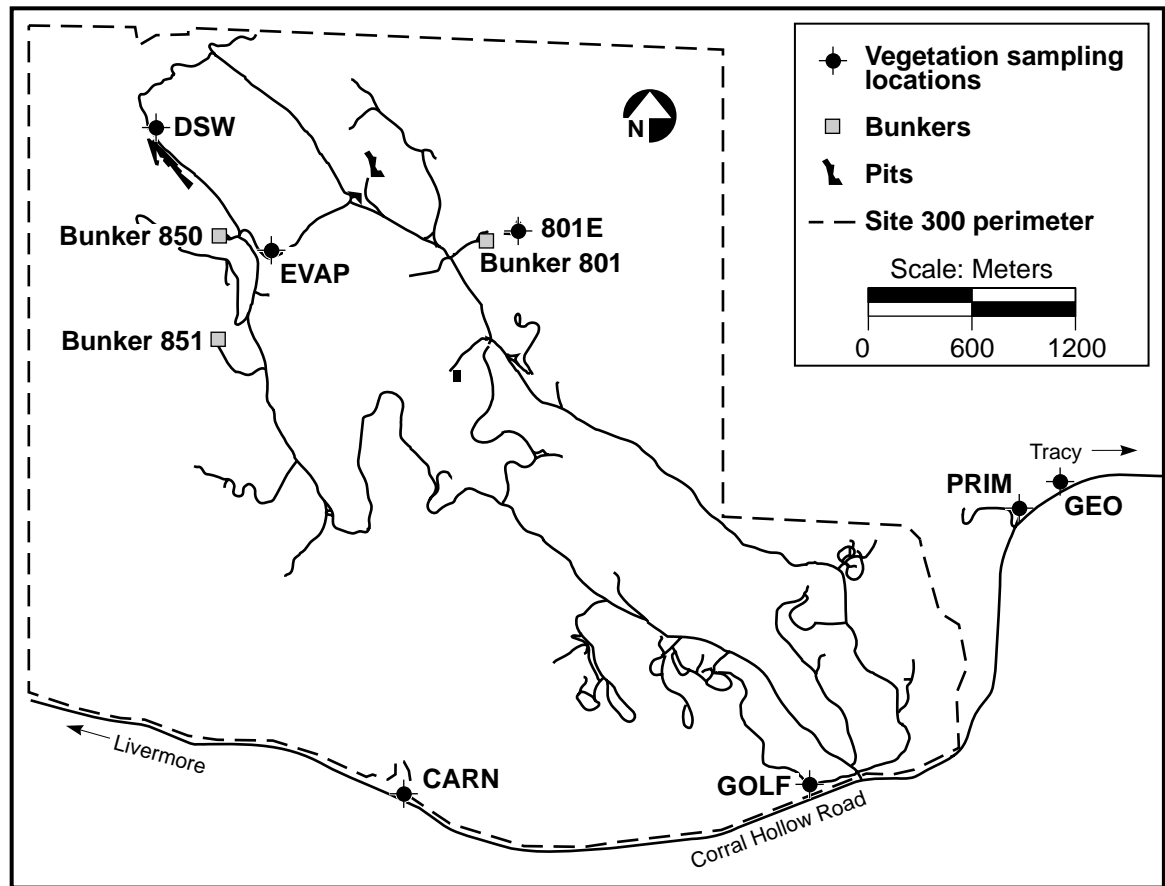 Vegetation sampling
locations
Bunkers
Pits
Site 300 perimeter
Scale: Meters
0 600 1200
N
DSW
Bunker 850
EVAP
801E
Bunker 801
Bunker 851
Tracy
PRIM
GEO
Livermore
CARN
GOLF
Corral Hollow Road